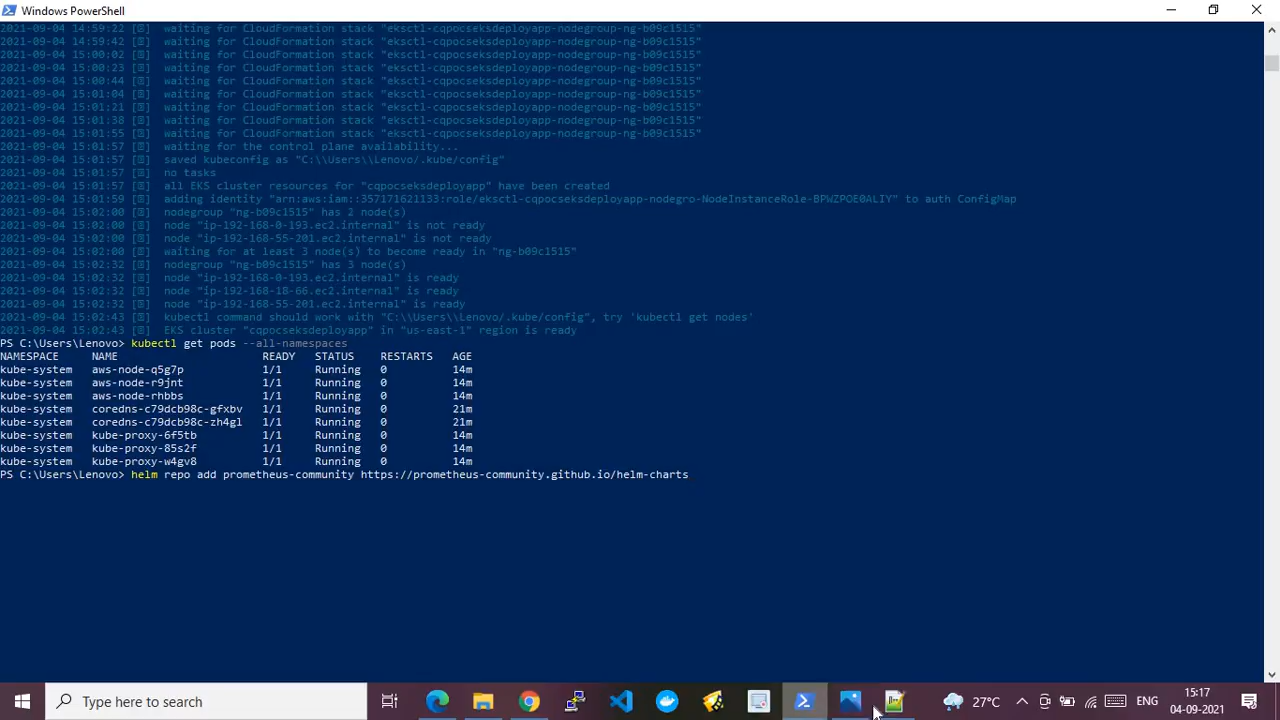 Windows PowerShell
2021-09-04 14:59:22 [ℹ]  waiting for CloudFormation stack "eksctl-cqpocseksdeployapp-nodegroup-ng-b09c1515"
2021-09-04 14:59:42 [ℹ]  waiting for CloudFormation stack "eksctl-cqpocseksdeployapp-nodegroup-ng-b09c1515"
2021-09-04 15:00:02 [ℹ]  waiting for CloudFormation stack "eksctl-cqpocseksdeployapp-nodegroup-ng-b09c1515"
2021-09-04 15:00:23 [ℹ]  waiting for CloudFormation stack "eksctl-cqpocseksdeployapp-nodegroup-ng-b09c1515"
2021-09-04 15:00:44 [ℹ]  waiting for CloudFormation stack "eksctl-cqpocseksdeployapp-nodegroup-ng-b09c1515"
2021-09-04 15:01:04 [ℹ]  waiting for CloudFormation stack "eksctl-cqpocseksdeployapp-nodegroup-ng-b09c1515"
2021-09-04 15:01:21 [ℹ]  waiting for CloudFormation stack "eksctl-cqpocseksdeployapp-nodegroup-ng-b09c1515"
2021-09-04 15:01:38 [ℹ]  waiting for CloudFormation stack "eksctl-cqpocseksdeployapp-nodegroup-ng-b09c1515"
2021-09-04 15:01:55 [ℹ]  waiting for CloudFormation stack "eksctl-cqpocseksdeployapp-nodegroup-ng-b09c1515"
2021-09-04 15:01:57 [ℹ]  waiting for the control plane availability...
2021-09-04 15:01:57 [ℹ]  saved kubeconfig as "C:\\Users\\Lenovo/.kube/config"
2021-09-04 15:01:57 [ℹ]  no tasks
2021-09-04 15:01:57 [ℹ]  all EKS cluster resources for "cqpocseksdeployapp" have been created
2021-09-04 15:01:59 [ℹ]  adding identity "arn:aws:iam::357171621133:role/eksctl-cqpocseksdeployapp-nodegro-NodeInstanceRole-BPWZPOE0ALIY" to auth ConfigMap
2021-09-04 15:02:00 [ℹ]  nodegroup "ng-b09c1515" has 2 node(s)
2021-09-04 15:02:00 [ℹ]  node "ip-192-168-0-193.ec2.internal" is not ready
2021-09-04 15:02:00 [ℹ]  node "ip-192-168-55-201.ec2.internal" is not ready
2021-09-04 15:02:00 [ℹ]  waiting for at least 3 node(s) to become ready in "ng-b09c1515"
2021-09-04 15:02:32 [ℹ]  nodegroup "ng-b09c1515" has 3 node(s)
2021-09-04 15:02:32 [ℹ]  node "ip-192-168-0-193.ec2.internal" is ready
2021-09-04 15:02:32 [ℹ]  node "ip-192-168-18-66.ec2.internal" is ready
2021-09-04 15:02:32 [ℹ]  node "ip-192-168-55-201.ec2.internal" is ready
2021-09-04 15:02:43 [ℹ]  kubectl command should work with "C:\\Users\\Lenovo/.kube/config", try 'kubectl get nodes'
2021-09-04 15:02:43 [ℹ]  EKS cluster "cqpocseksdeployapp" in "us-east-1" region is ready
PS C:\Users\Lenovo> kubectl get pods --all-namespaces
NAMESPACE     NAME                      READY   STATUS    RESTARTS   AGE
kube-system   aws-node-q5g7p            1/1     Running   0          14m
kube-system   aws-node-r9jnt            1/1     Running   0          14m
kube-system   aws-node-rhbbs            1/1     Running   0          14m
kube-system   coredns-c79dcb98c-gfxbv   1/1     Running   0          21m
kube-system   coredns-c79dcb98c-zh4gl   1/1     Running   0          21m
kube-system   kube-proxy-6f5tb          1/1     Running   0          14m
kube-system   kube-proxy-85s2f          1/1     Running   0          14m
kube-system   kube-proxy-w4gv8          1/1     Running   0          14m
PS C:\Users\Lenovo> helm repo add prometheus-community https://prometheus-community.github.io/helm-charts
Type here to search
27°C
ENG
15:17
04-09-2021